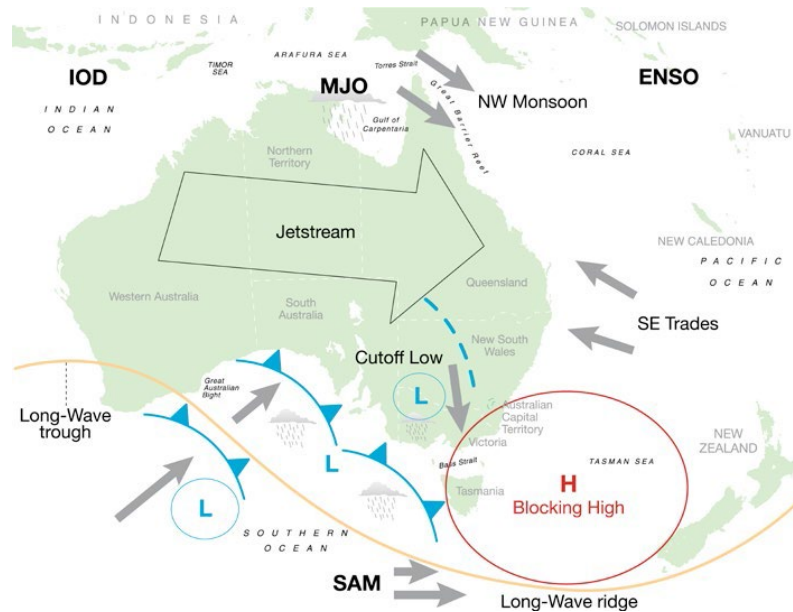 INDONESIA
PAPUA NEW GUINEA
SOLOMON ISLANDS
ARAFURA SEA
Torres Strait
TIMOR
SEA
IOD
MJO
ENSO
INDIAN
OCEAN
NW Monsoon
Great Barrier Reef
Gulf of
Carpentaria
VANUATU
CORAL SEA
Northern
Territory
Jetstream
NEW CALEDONIA
PACIFIC
OCEAN
Queensland
Western Australia
South
Australia
SE Trades
New South
Wales
Cutoff Low
Great
Australian
Bight
L
Long-Wave
trough
Australian
Capital
Territory
Victoria
NEW
ZEALAND
Bass Strait
TASMAN SEA
L
H
Blocking High
Tasmania
L
SOUTHERN
OCEAN
SAM
Long-Wave ridge